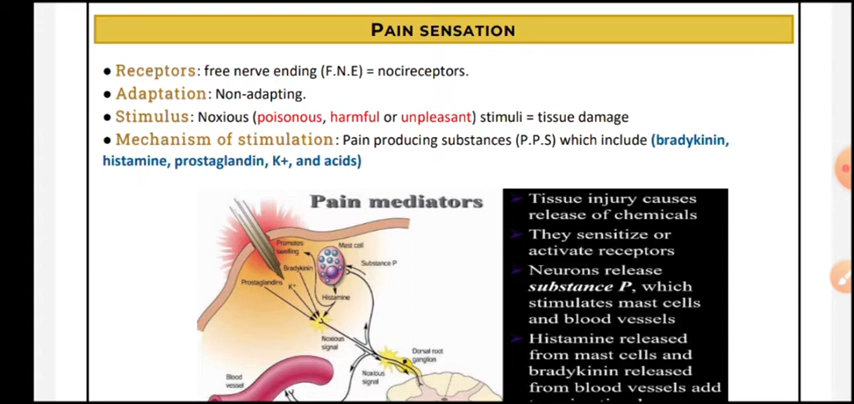 PAIN SENSATION
● Receptors: free nerve ending (F.N.E) = nocireceptors.
● Adaptation: Non-adapting.
● Stimulus: Noxious (poisonous, harmful or unpleasant) stimuli = tissue damage
● Mechanism of stimulation: Pain producing substances (P.P.S) which include (bradykinin,
histamine, prostaglandin, K+, and acids)
Pain mediators
Promotes
swelling
Mast cell
Substance P
Bradykinin
Prostaglandins
K+
Histamine
Noxious
signal
Dorsal root
ganglion
Noxious
signal
Blood
vessel
Tissue injury causes
release of chemicals
They sensitize or
activate receptors
Neurons release
substance P, which
stimulates mast cells
and blood vessels
Histamine released
from mast cells and
bradykinin released
from blood vessels add